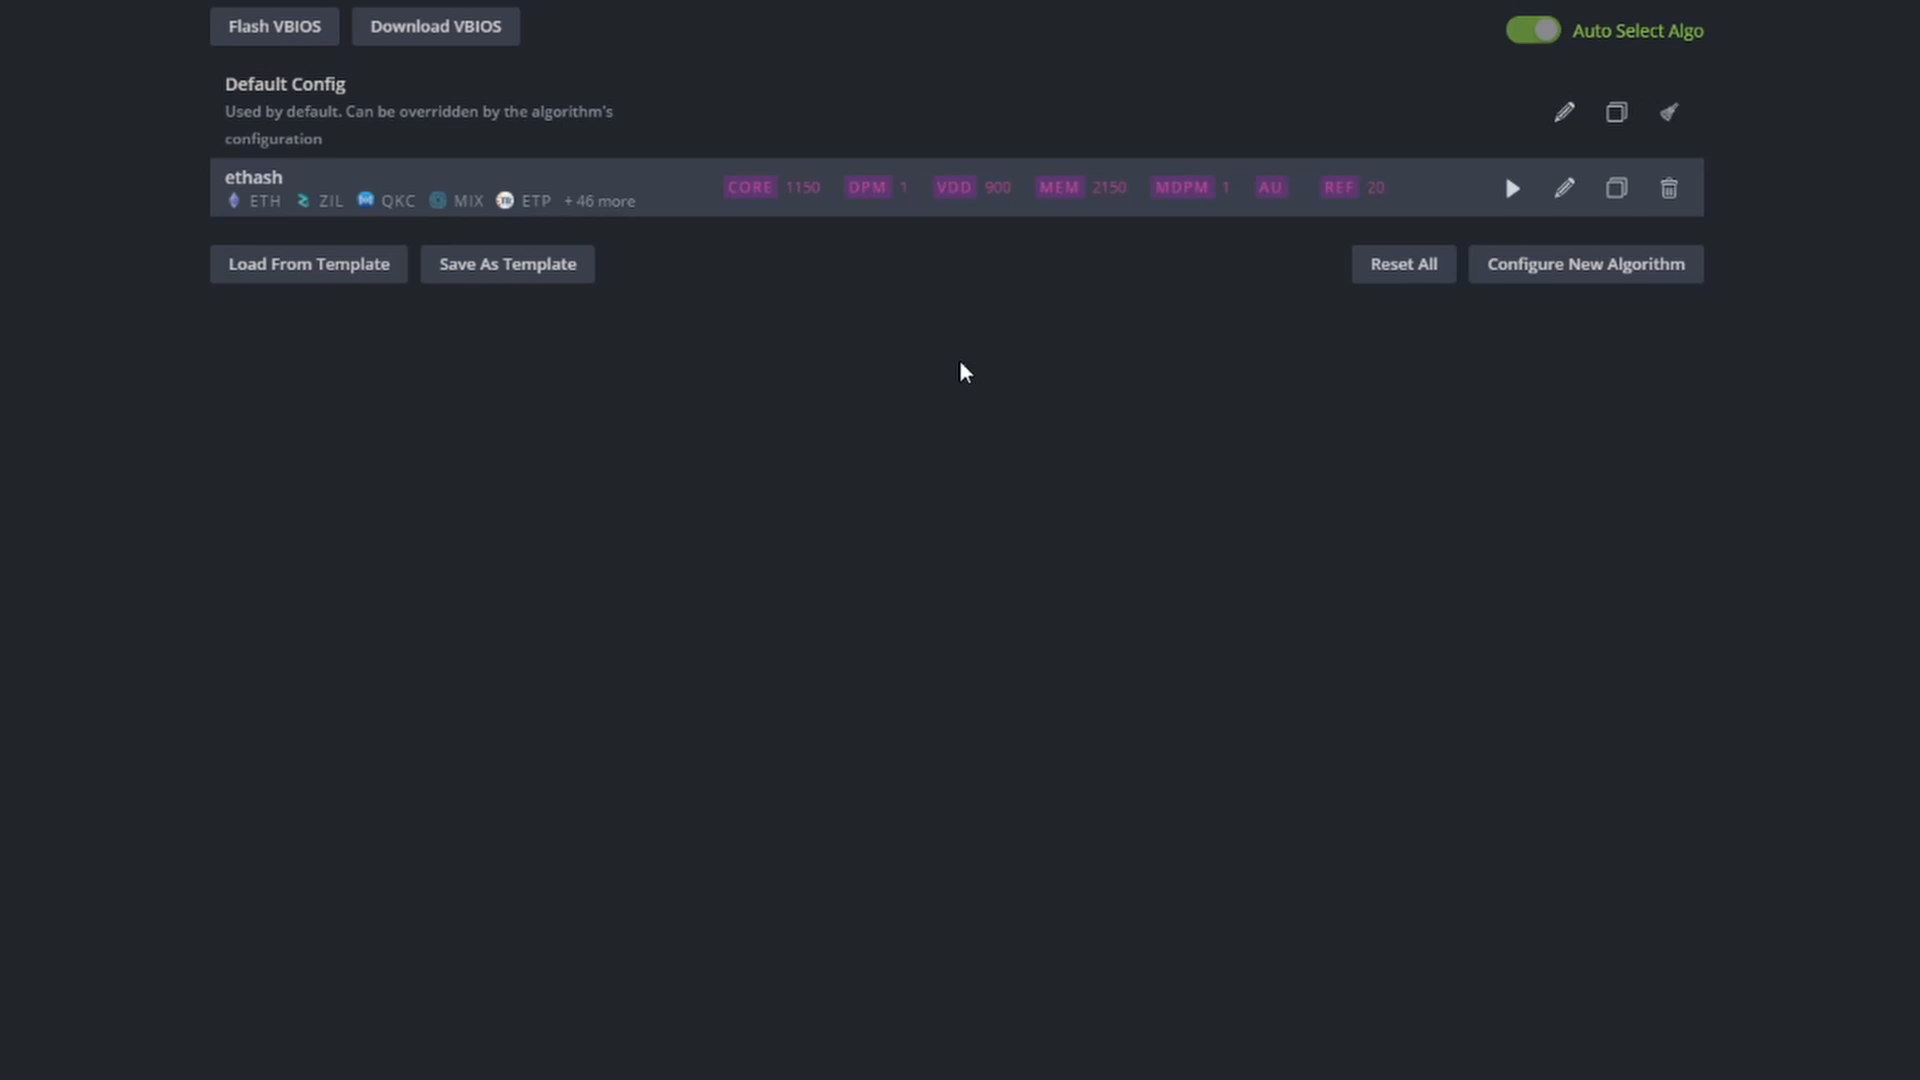 Flash VBIOS Download VBIOS Auto Select Algo
Default Config
Used by default. Can be overridden by the algorithm's
configuration
ethash
ETH ZIL QKC MIX ETP + 46 more
CORE 1150 DPM 1 VDD 900 MEM 2150 MDPM 1 AU REF 20
Load From Template Save As Template Reset All Configure New Algorithm